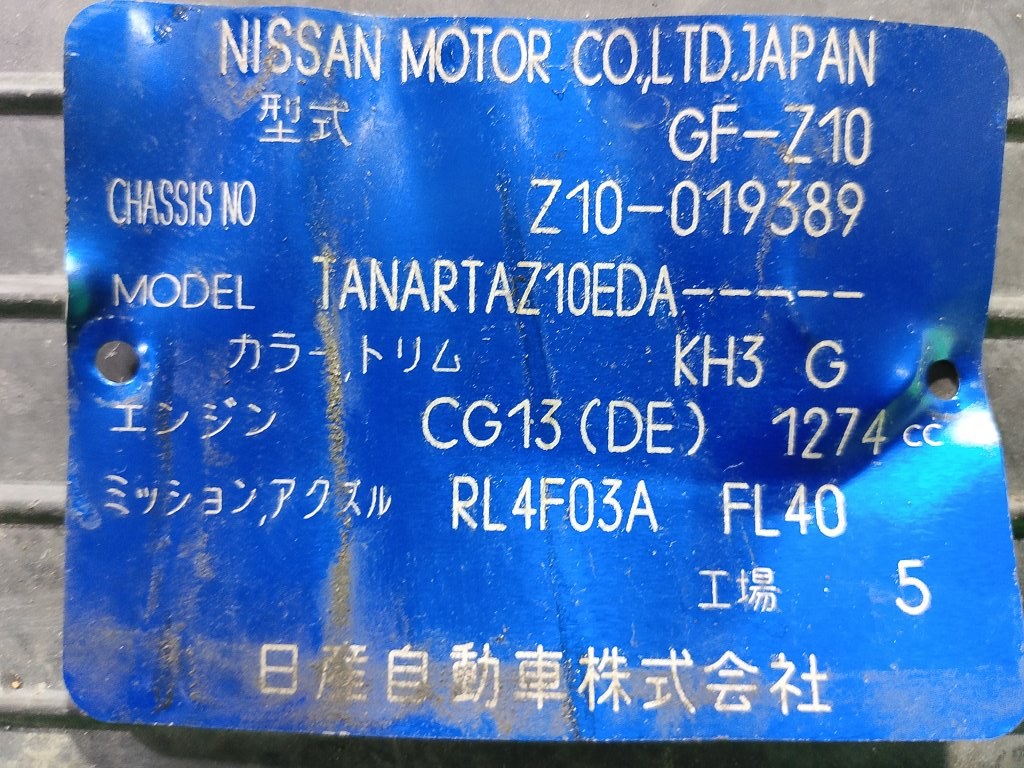 NISSAN MOTOR CO.,LTD.JAPAN
型式 GF-Z10
CHASSIS NO Z10-019389
MODEL TANARTAZ10EDA-----
カラー,トリム KH3 G
エンジン CG13(DE) 1274cc
ミッション,アクスル RL4F03A FL40
工場 5
日産自動車株式会社